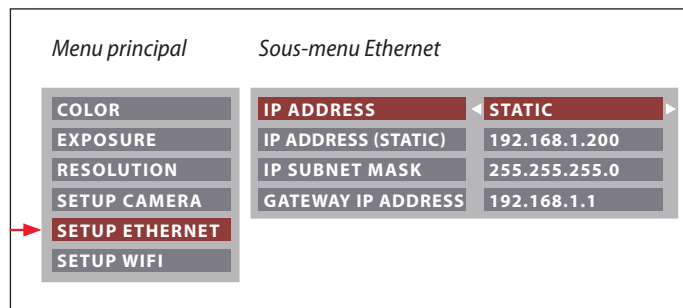 Menu principal
Sous-menu Ethernet
COLOR
EXPOSURE
RESOLUTION
SETUP CAMERA
SETUP ETHERNET
SETUP WIFI
IP ADDRESS STATIC
IP ADDRESS (STATIC) 192.168.1.200
IP SUBNET MASK 255.255.255.0
GATEWAY IP ADDRESS 192.168.1.1